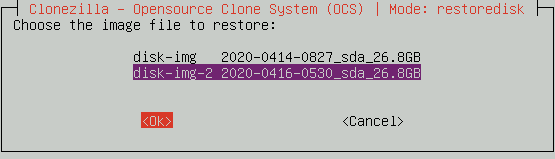 Clonezilla - Opensource Clone System (OCS) | Mode: restoredisk
Choose the image file to restore:
disk-img 2020-0414-0827_sda_26.8GB
disk-img-2 2020-0416-0530_sda_26.8GB
<Ok> <Cancel>